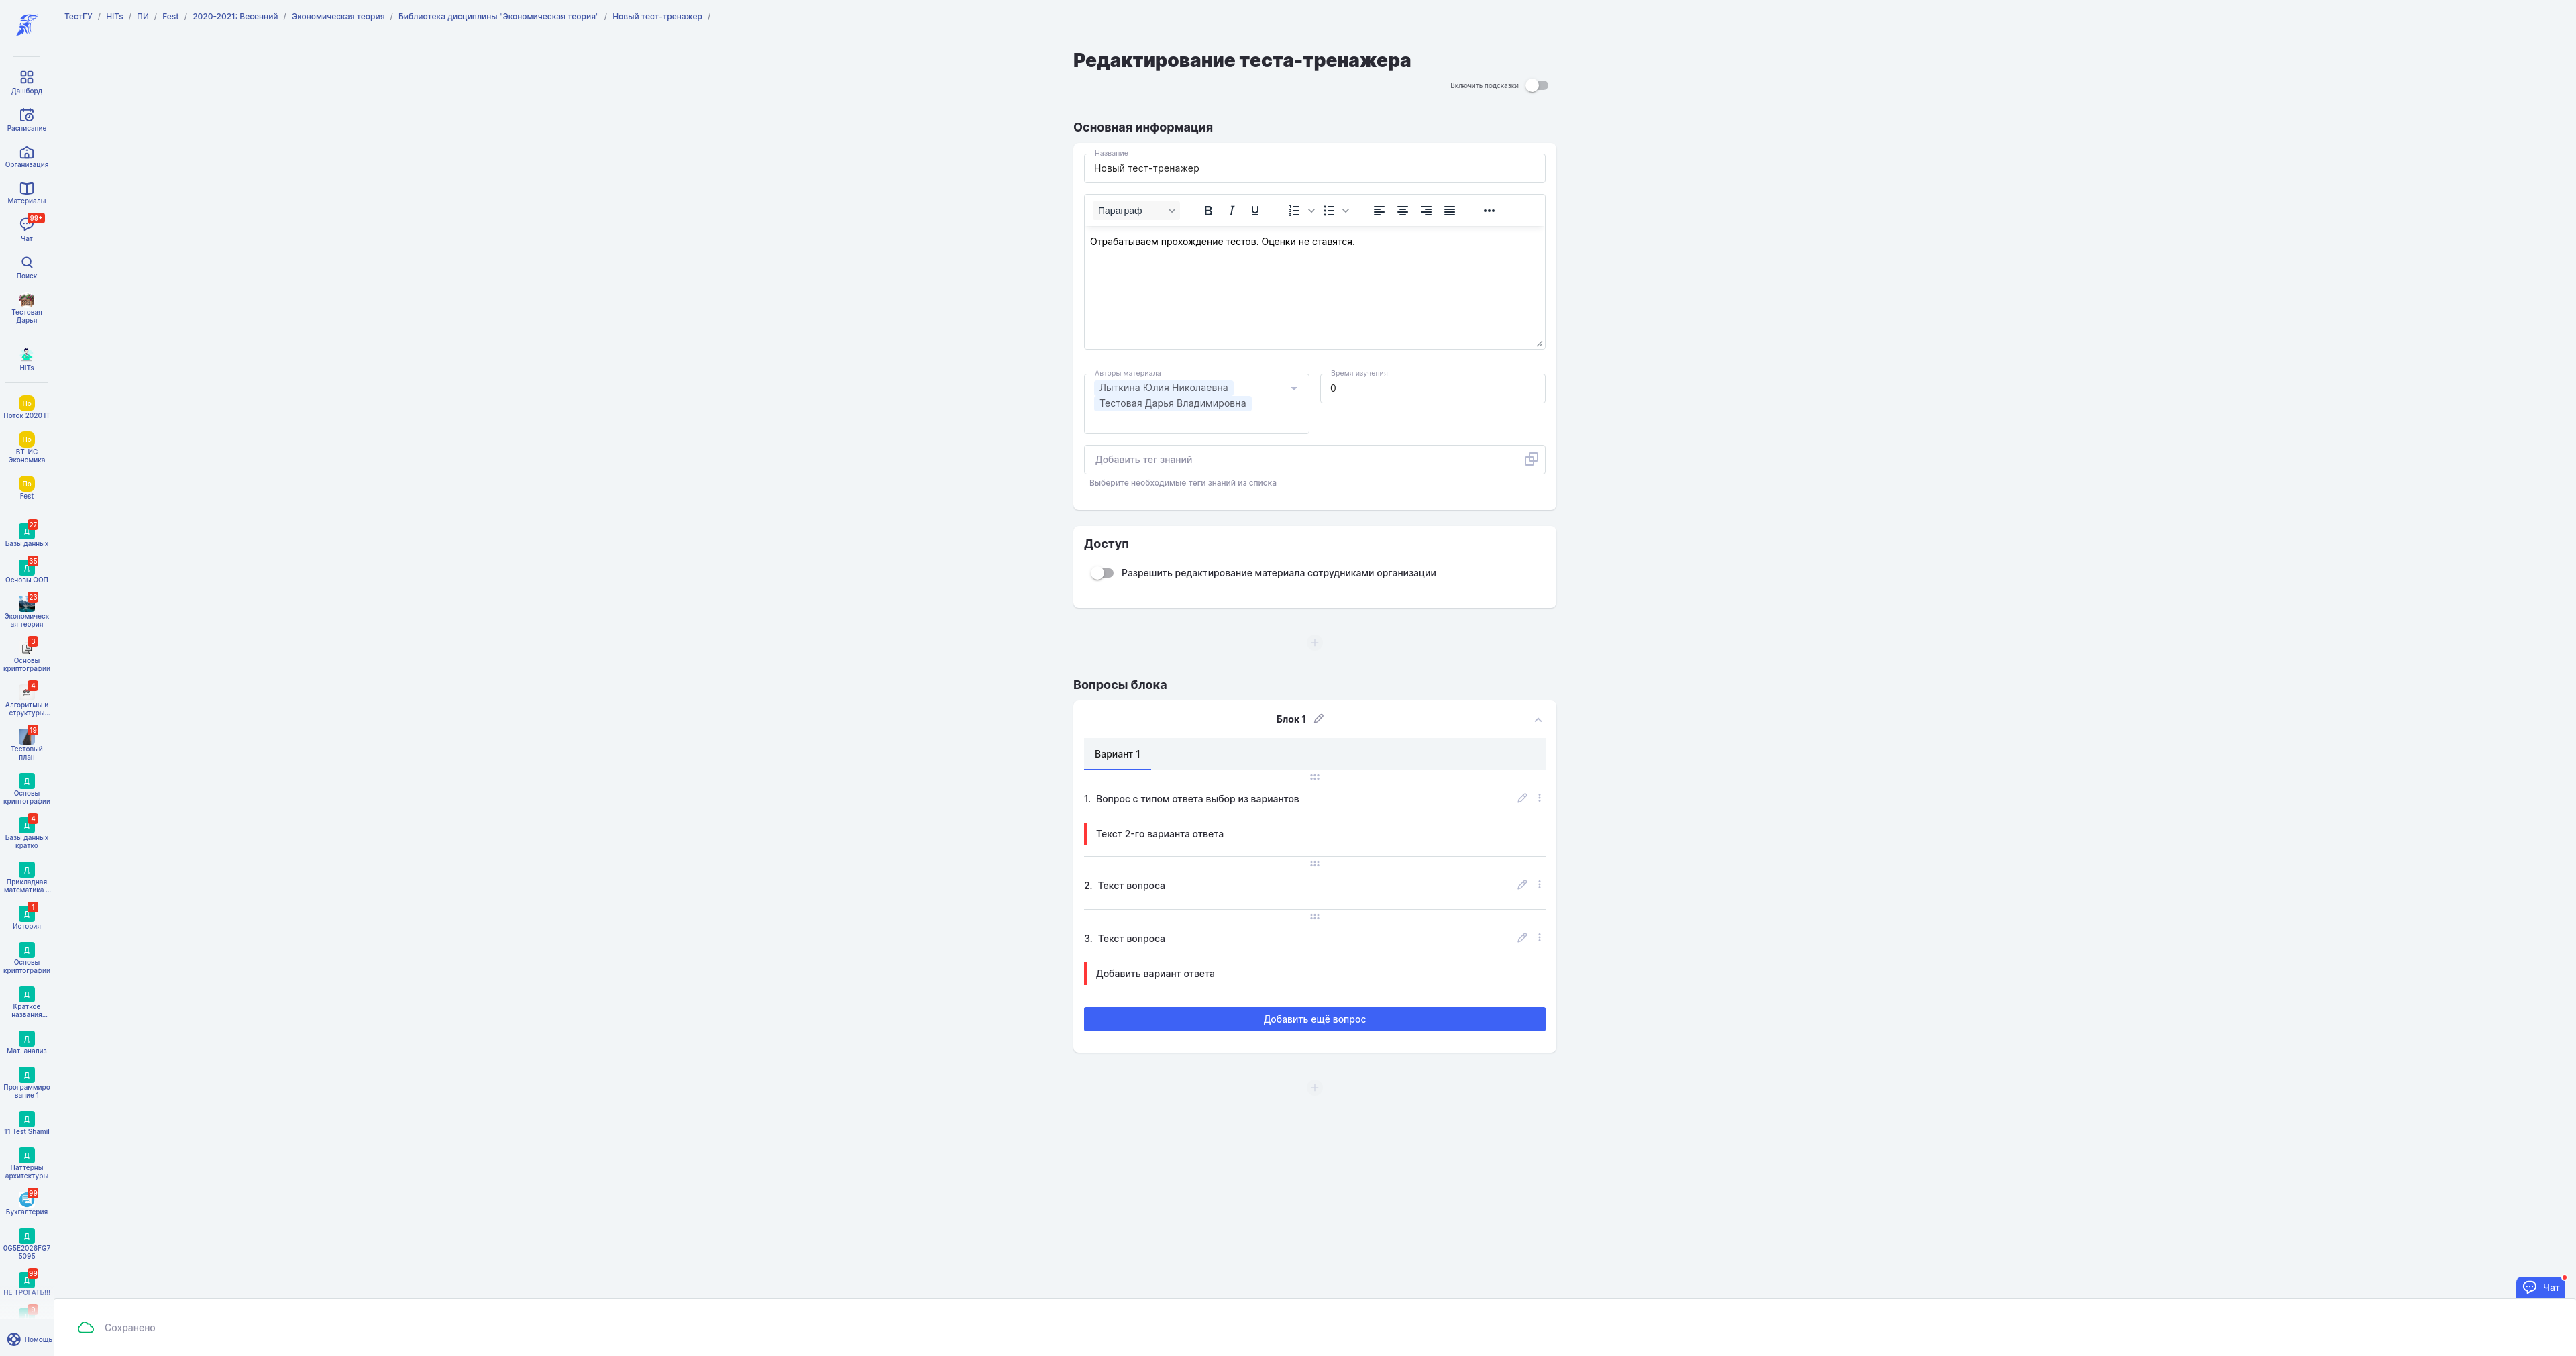 ТестГУ / HITs / ПИ / Fest / 2020-2021: Весенний / Экономическая теория / Библиотека дисциплины "Экономическая теория" / Новый тест-тренажер /
Дашборд
Расписание
Организация
Материалы
99+
Чат
Поиск
Тестовая
Дарья
HITs
По
Поток 2020 IT
По
ВТ-ИС
Экономика
По
Fest
27
Д
Базы данных
35
Д
Основы ООП
23
Экономическ
ая теория
3
Основы
криптографии
4
Алгоритмы и
структуры...
19
Тестовый
план
Д
Основы
криптографии
4
Д
Базы данных
кратко
Д
Прикладная
математика ...
1
Д
История
Д
Основы
криптографии
Д
Краткое
названия...
Д
Мат. анализ
Д
Программиро
вание 1
Д
11 Test Shamil
Д
Паттерны
архитектуры
99
Бухгалтерия
Д
0G5E2026FG7
5095
99
Д
НЕ ТРОГАТЬ!!!
Помощь
Редактирование теста-тренажера
Включить подсказки
Основная информация
Название
Новый тест-тренажер
Параграф B I U
Отрабатываем прохождение тестов. Оценки не ставятся.
Авторы материала
Лыткина Юлия Николаевна
Тестовая Дарья Владимировна
Время изучения
0
Добавить тег знаний
Выберите необходимые теги знаний из списка
Доступ
Разрешить редактирование материала сотрудниками организации
Вопросы блока
Блок 1
Вариант 1
1. Вопрос с типом ответа выбор из вариантов
Текст 2-го варианта ответа
2. Текст вопроса
3. Текст вопроса
Добавить вариант ответа
Добавить ещё вопрос
Чат
Сохранено